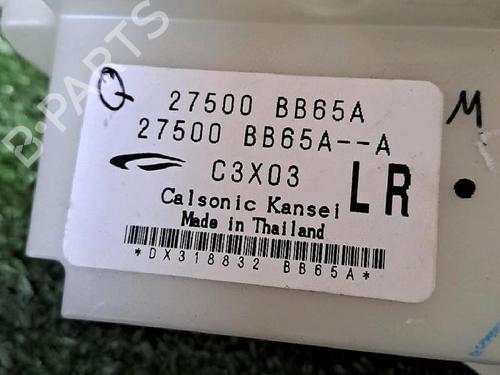 B-PARTS
Q
27500 BB65A
M
27500 BB65A--A
C3X03
LR
Calsonic Kansei
Made in Thailand
*DX318832 BB65A*